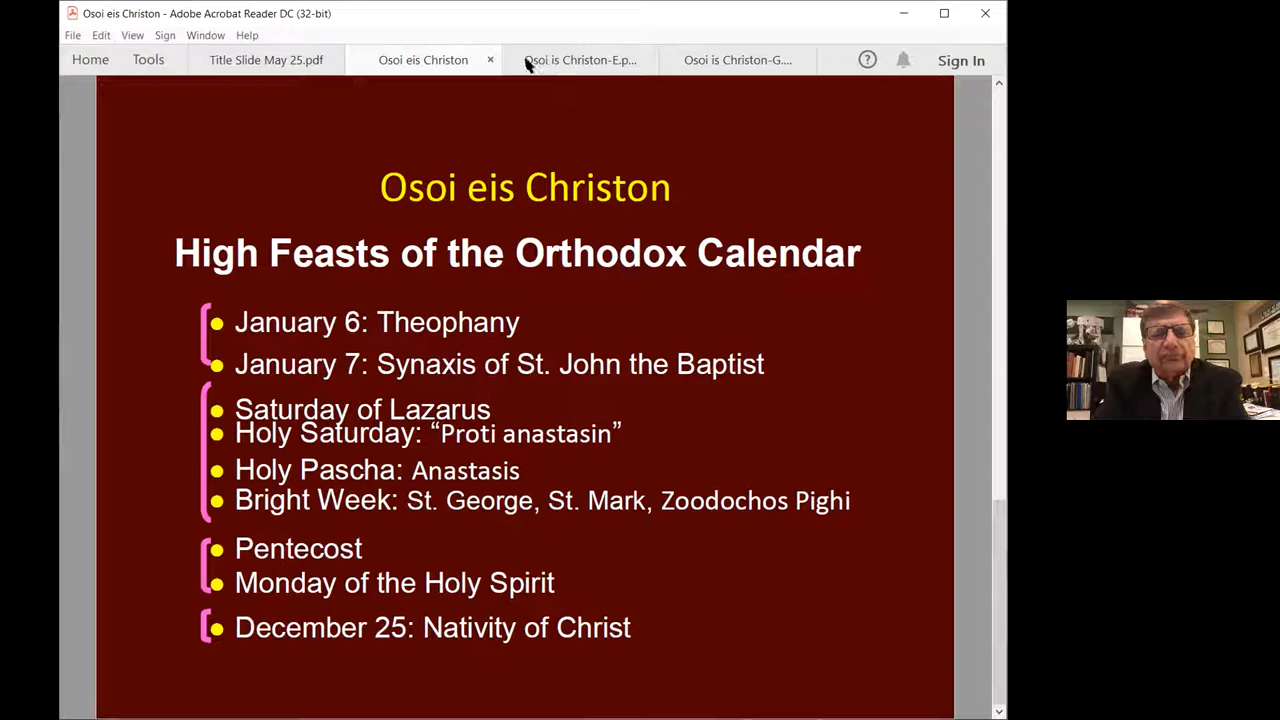 Osoi eis Christon - Adobe Acrobat Reader DC (32-bit)
File Edit View Sign Window Help
Home Tools Title Slide May 25.pdf Osoi eis Christon × Osoi is Christon-E.p... Osoi is Christon-G.... Sign In
Osoi eis Christon
High Feasts of the Orthodox Calendar
January 6: Theophany
January 7: Synaxis of St. John the Baptist
Saturday of Lazarus
Holy Saturday: “Proti anastasin”
Holy Pascha: Anastasis
Bright Week: St. George, St. Mark, Zoodochos Pighi
Pentecost
Monday of the Holy Spirit
December 25: Nativity of Christ